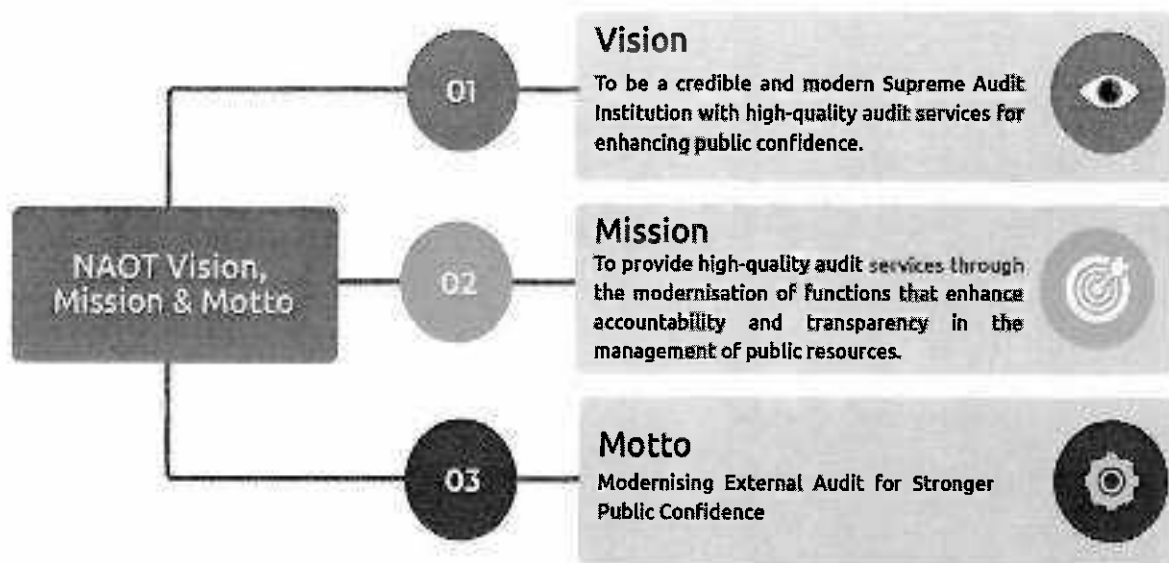 NAOT Vision,
Mission & Motto
01
Vision
To be a credible and modern Supreme Audit
Institution with high-quality audit services for
enhancing public confidence.
02
Mission
To provide high-quality audit services through
the modernisation of functions that enhance
accountability and transparency in the
management of public resources.
03
Motto
Modernising External Audit for Stronger
Public Confidence